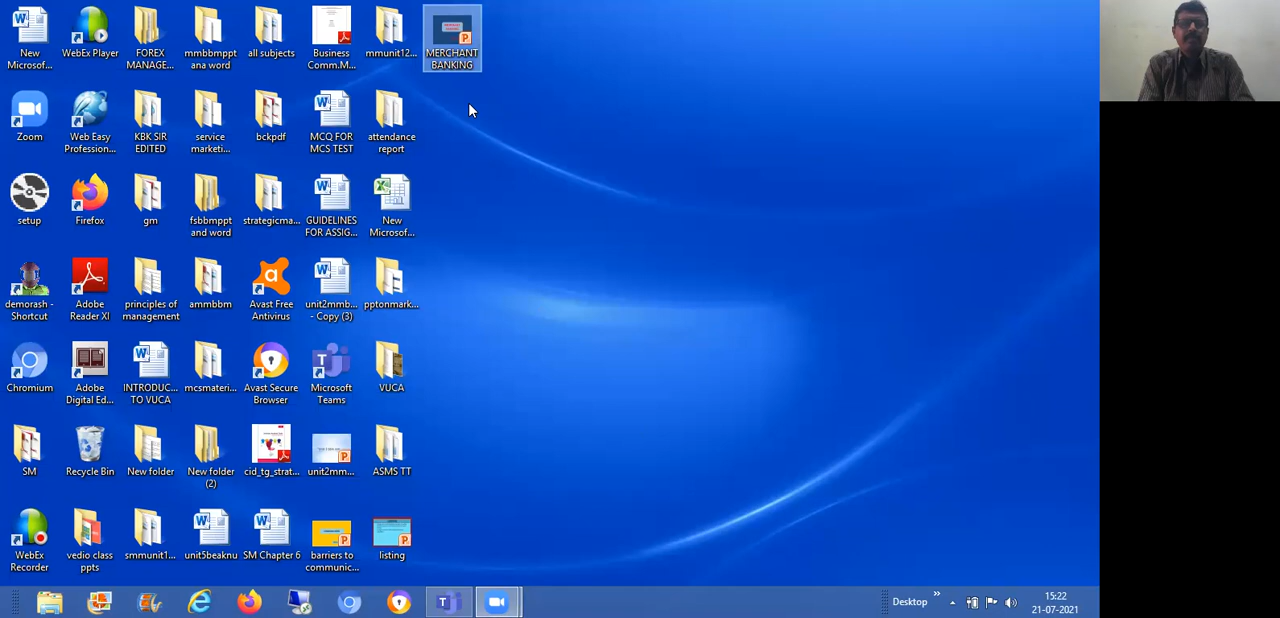 New
Microsof...
WebEx Player
FOREX
MANAGE...
mmbbmppt
ana word
all subjects
Business
Comm.M...
mmunit12...
MERCHANT
BANKING
Zoom
Web Easy
Profession...
KBK SIR
EDITED
service
marketi...
bckpdf
MCQ FOR
MCS TEST
attendance
report
setup
Firefox
gm
fsbbmppt
and word
strategicma...
GUIDELINES
FOR ASSIG...
New
Microsof...
demorash -
Shortcut
Adobe
Reader XI
principles of
management
ammbbm
Avast Free
Antivirus
unit2mmb...
- Copy (3)
pptonmark...
Chromium
Adobe
Digital Ed...
INTRODUC...
TO VUCA
mcsmateri...
Avast Secure
Browser
Microsoft
Teams
VUCA
SM
Recycle Bin
New folder
New folder
(2)
cid_tg_strat...
unit2mm...
ASMS TT
WebEx
Recorder
vedio class
ppts
smmunit1...
unit5beaknu
SM Chapter 6
barriers to
communic...
listing
Desktop
15:22
21-07-2021